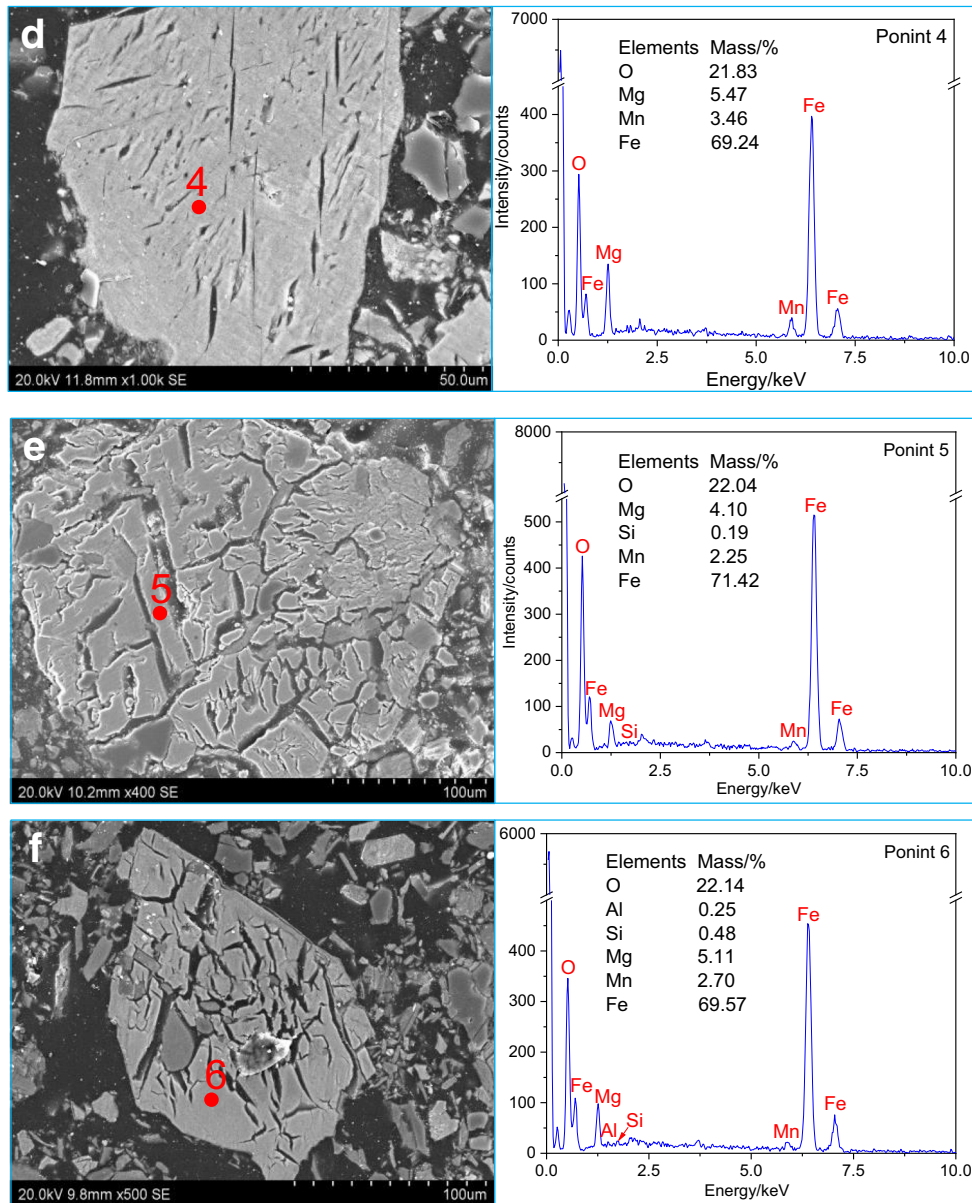 d
4
20.0kV 11.8mm x1.00k SE 50.0um
7000
Ponint 4
Elements Mass/%
O 21.83
Mg 5.47
Mn 3.46
Fe 69.24
400
300
200
100
0
Intensity/counts
O
Fe
Mg
Mn
Fe
Fe
0.0 2.5 5.0 7.5 10.0
Energy/keV
e
5
20.0kV 10.2mm x400 SE 100um
8000
Ponint 5
Elements Mass/%
O 22.04
Mg 4.10
Si 0.19
Mn 2.25
Fe 71.42
500
400
300
200
100
0
Intensity/counts
O
Fe
Mg
Si
Mn
Fe
Fe
0.0 2.5 5.0 7.5 10.0
Energy/keV
f
6
20.0kV 9.8mm x500 SE 100um
6000
Ponint 6
Elements Mass/%
O 22.14
Al 0.25
Si 0.48
Mg 5.11
Mn 2.70
Fe 69.57
400
300
200
100
0
Intensity/counts
O
Fe
Mg
Al
Si
Mn
Fe
Fe
0.0 2.5 5.0 7.5 10.0
Energy/keV